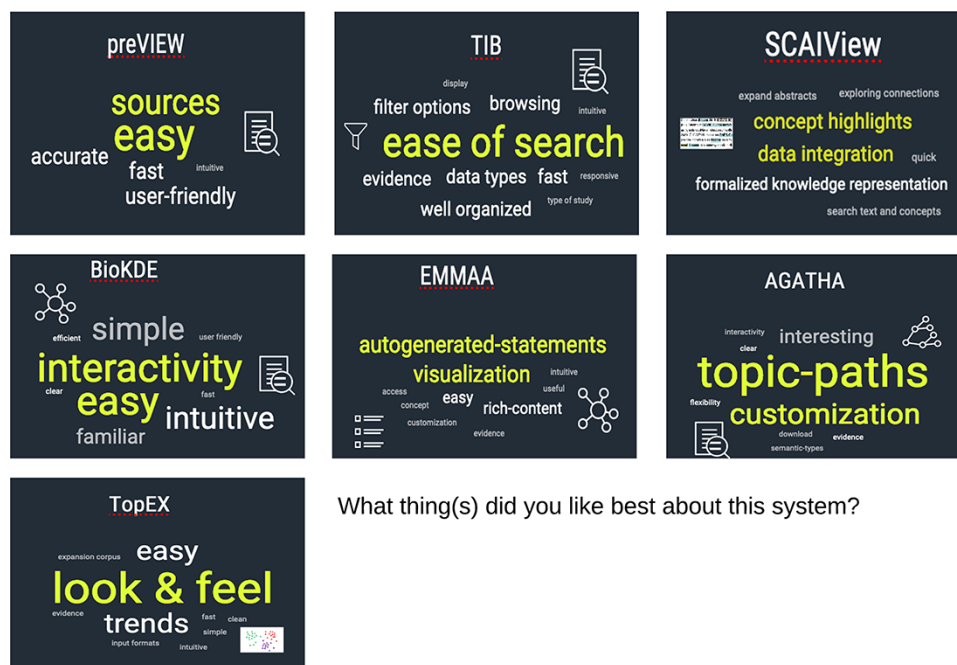 preVIEW
sources
easy
accurate
fast
intuitive
user-friendly
TIB
display
filter options
browsing
intuitive
ease of search
evidence
data types
fast
responsive
well organized
type of study
SCAIView
expand abstracts
exploring connections
concept highlights
data integration
quick
formalized knowledge representation
search text and concepts
BioKDE
efficient
simple
user friendly
interactivity
clear
easy
fast
intuitive
familiar
EMMAA
autogenerated-statements
visualization
intuitive
access
easy
useful
concept
rich-content
customization
evidence
AGATHA
interactivity
interesting
clear
topic-paths
flexibility
customization
download
evidence
semantic-types
TopEX
expansion corpus
easy
look & feel
evidence
trends
fast
clean
simple
input formats
intuitive
What thing(s) did you like best about this system?